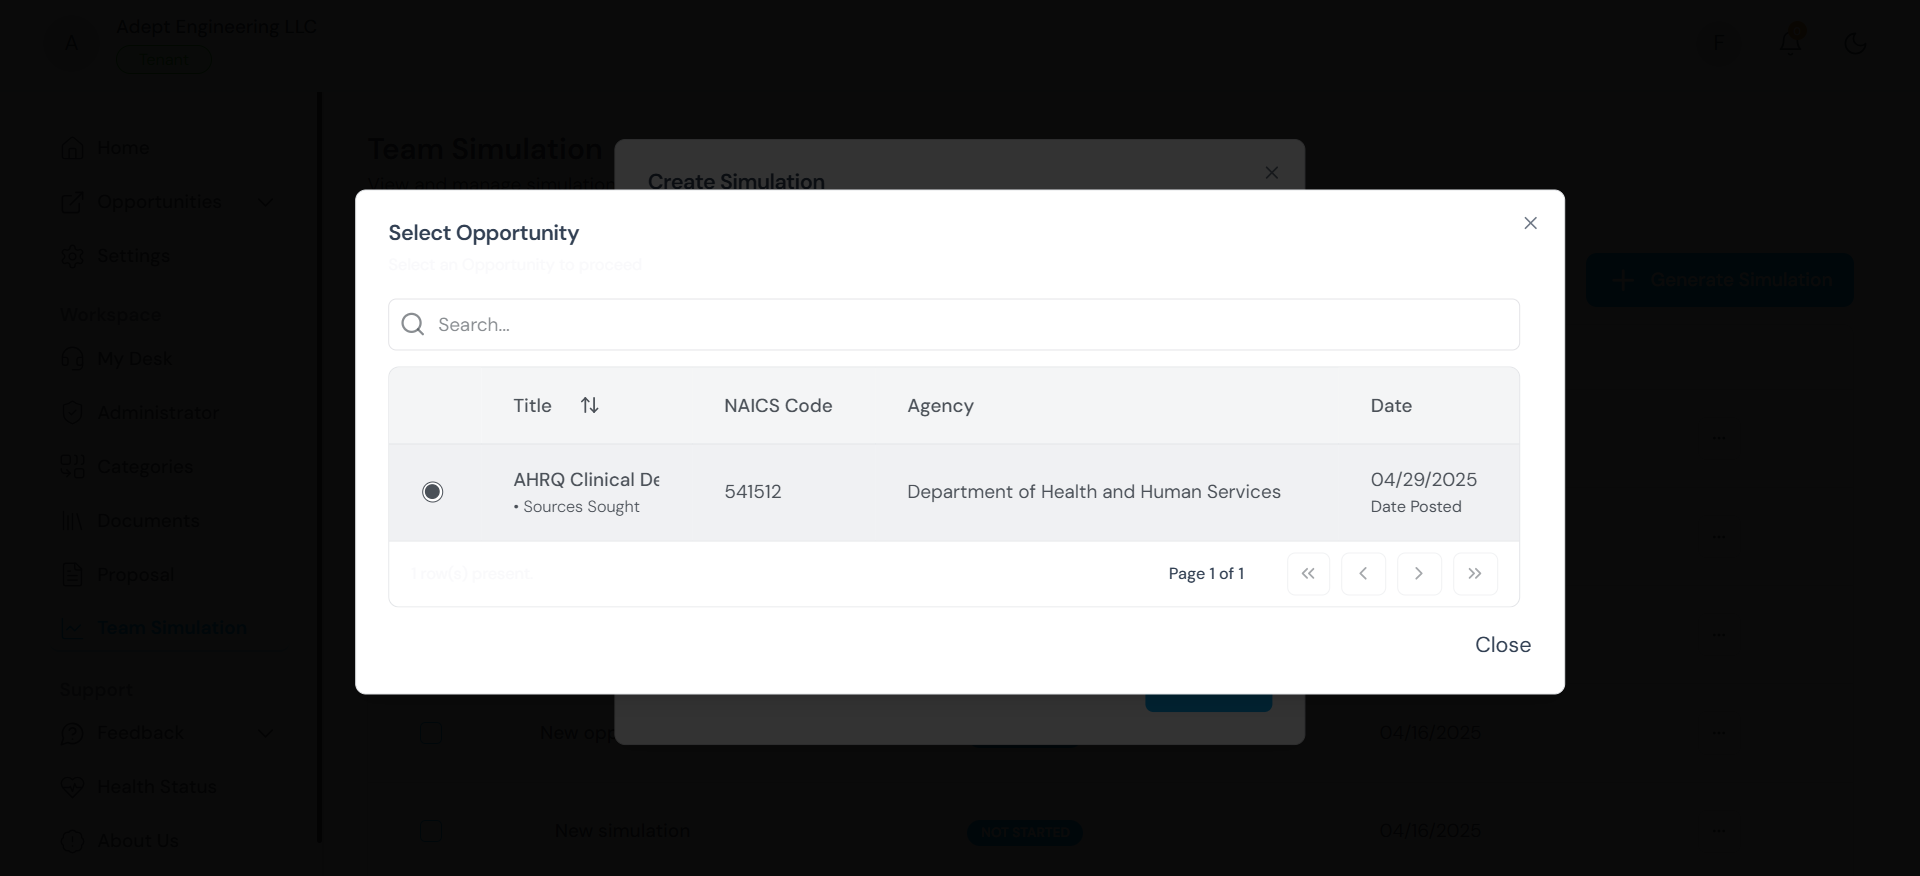 Adept Engineering LLC
A
Tenant
F
Home
Opportunities
Settings
Workspace
My Desk
Administrator
Categories
Documents
Proposal
Team Simulation
Support
Feedback
Health Status
About Us
Team Simulation
View and manage simulation
Generate Simulation
Create Simulation
Select Opportunity
Select an Opportunity to proceed
Search...
Title NAICS Code Agency Date
AHRQ Clinical De 541512 Department of Health and Human Services 04/29/2025
• Sources Sought Date Posted
1 row(s) present.
Page 1 of 1
Close
New opp 04/16/2025
New simulation NOT STARTED 04/16/2025